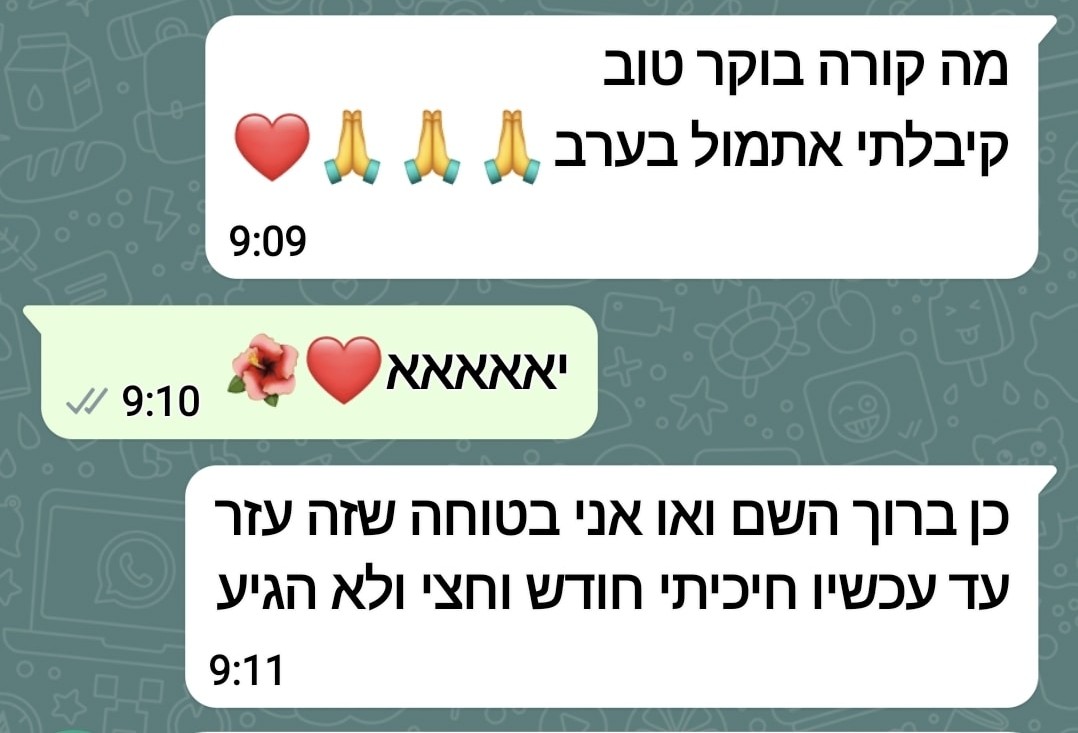 מה קורה בוקר טוב
קיבלתי אתמול בערב 🙏🙏🙏❤️
9:09
יאאאאאא❤️🌺
9:10
כן ברוך השם ואו אני בטוחה שזה עזר
עד עכשיו חיכיתי חודש וחצי ולא הגיע
9:11